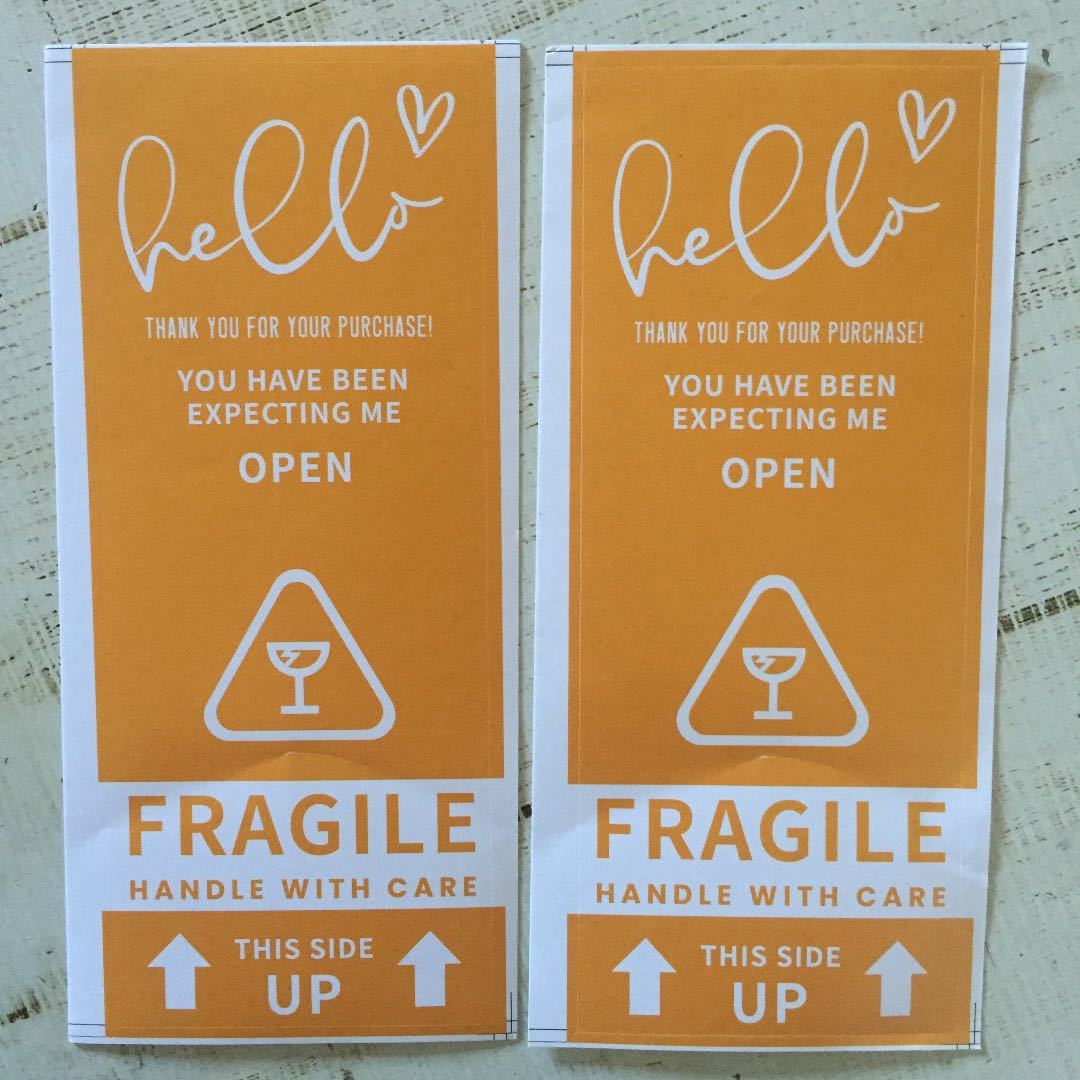 hello
THANK YOU FOR YOUR PURCHASE!
YOU HAVE BEEN
EXPECTING ME
OPEN
FRAGILE
HANDLE WITH CARE
THIS SIDE
UP
hello
THANK YOU FOR YOUR PURCHASE!
YOU HAVE BEEN
EXPECTING ME
OPEN
FRAGILE
HANDLE WITH CARE
THIS SIDE
UP